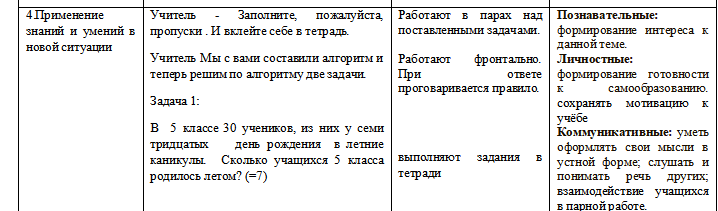 4.Применение
знаний и умений в
новой ситуации
Учитель - Заполните, пожалуйста,
пропуски . И вклейте себе в тетрадь.
Учитель Мы с вами составили алгоритм и
теперь решим по алгоритму две задачи.
Задача 1:
В 5 классе 30 учеников, из них у семи
тридцатых день рождения в летние
каникулы. Сколько учащихся 5 класса
родилось летом? (=7)
Работают в парах над
поставленными задачами.
Работают фронтально.
При ответе
проговаривается правило.
выполняют задания в
тетради
Познавательные:
формирование интереса к
данной теме.
Личностные:
формирование готовности
к самообразованию.
сохранять мотивацию к
учёбе
Коммуникативные: уметь
оформлять свои мысли в
устной форме; слушать и
понимать речь других;
взаимодействие учащихся
в парной работе.